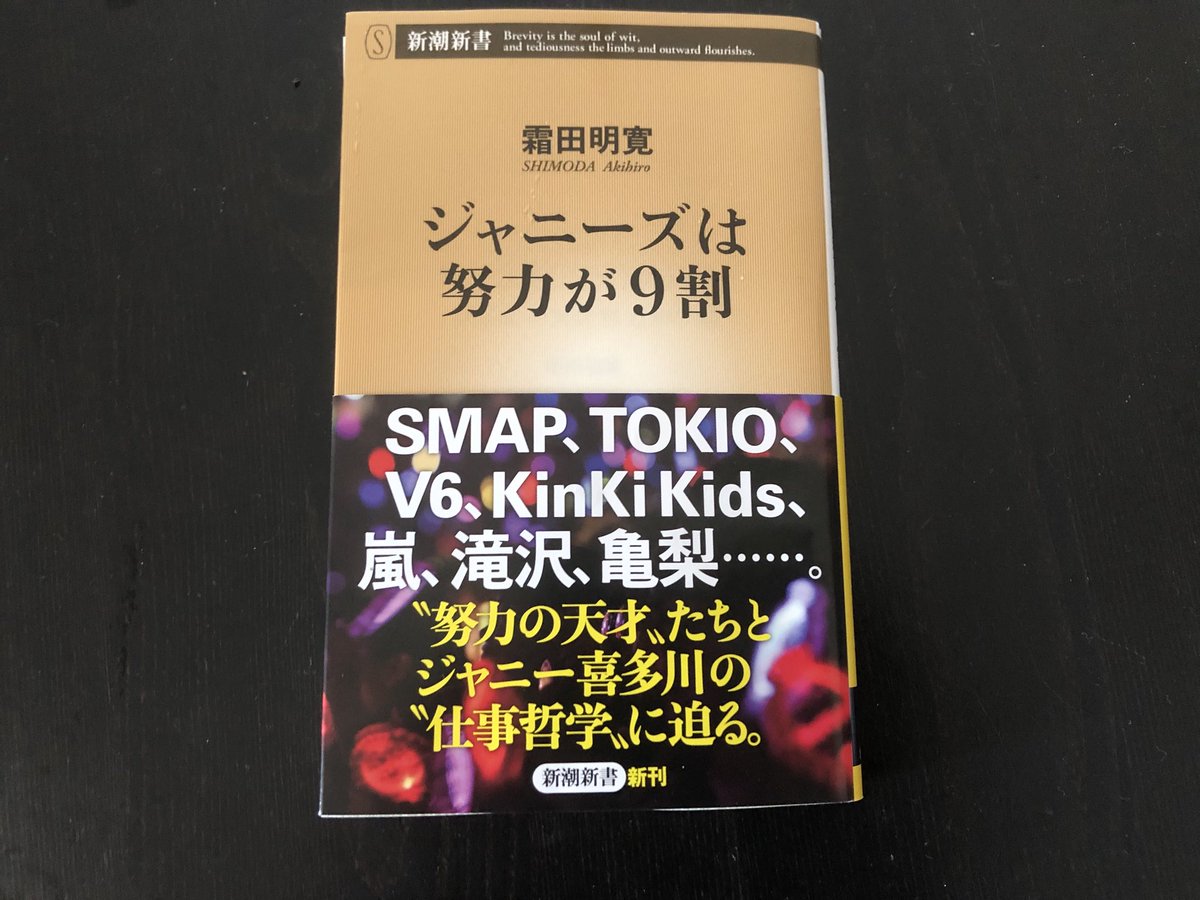 S 新潮新書 Brevity is the soul of wit,
and tediousness the limbs and outward flourishes.
霜田明寛
SHIMODA Akihiro
ジャニーズは
努力が9割
SMAP、TOKIO、
V6、KinKi Kids、
嵐、滝沢、亀梨……。
〝努力の天才〟たちと
ジャニー喜多川の
〝仕事哲学〟に迫る。
新潮新書 新刊